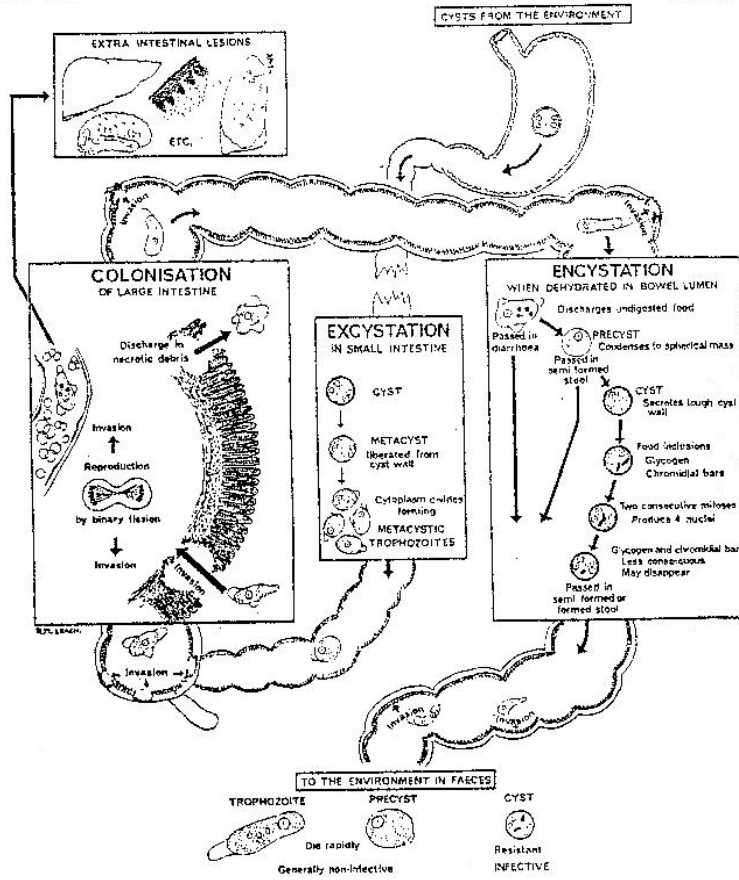 CYSTS FROM THE ENVIRONMENT
EXTRA INTESTINAL LESIONS
ETC.
Invasion
Invasion
COLONISATION
OF LARGE INTESTINE
Discharge in
necrotic debris
Invasion
Reproduction
by binary fission
Invasion
Invasion
EXCYSTATION
IN SMALL INTESTINE
CYST
METACYST
liberated from
cyst wall
Cytoplasm divides
forming
METACYSTIC
TROPHOZOITES
ENCYSTATION
WHEN DEHYDRATED IN BOWEL LUMEN
Discharges undigested food
Passed in
diarrhoea
PRECYST
Condenses to spherical mass
Passed in
semi formed
stool
CYST
Secretes tough cyst
wall
Food inclusions
Glycogen
Chromidial bars
Two consecutive mitoses
Produce 4 nuclei
Glycogen and chromidial bar
Less conspicuous
May disappear
Passed in
semi formed or
formed stool
Invasion
Invasion
Invasion
TO THE ENVIRONMENT IN FAECES
TROPHOZOITE
PRECYST
CYST
Die rapidly
Resistant
Generally non-infective
INFECTIVE